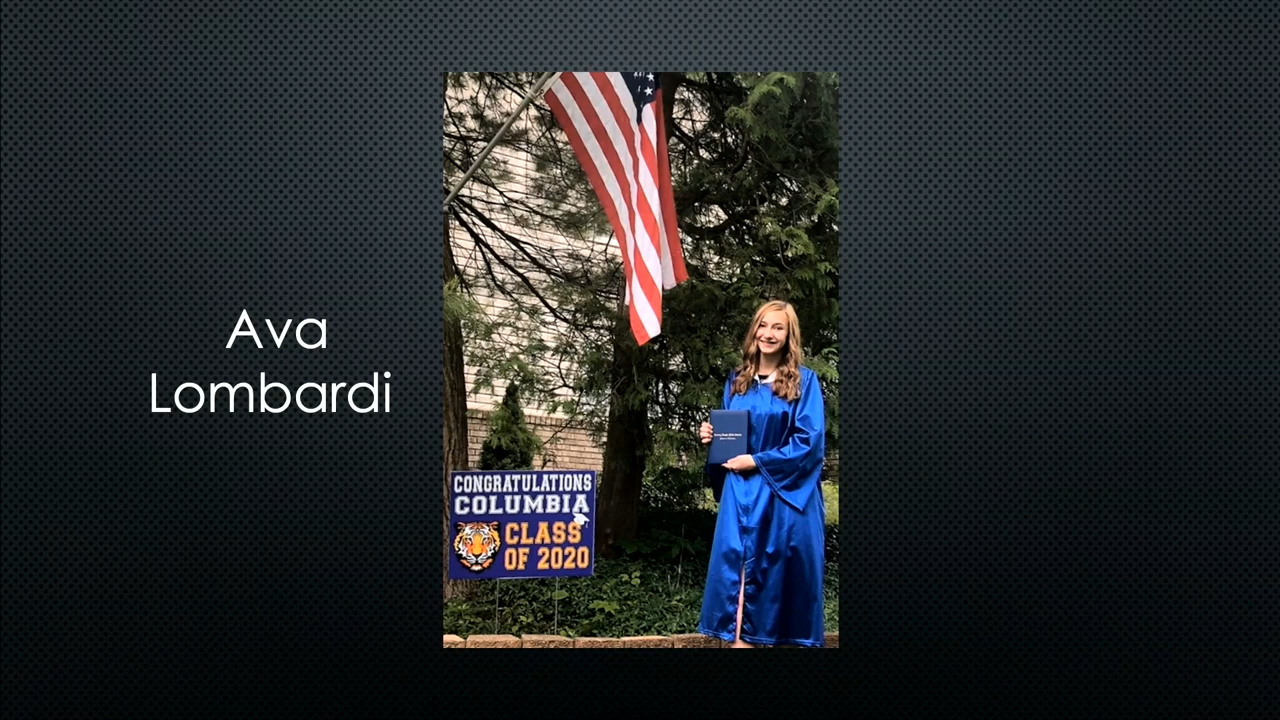 Ava
Lombardi
CONGRATULATIONS
COLUMBIA
CLASS
OF 2020